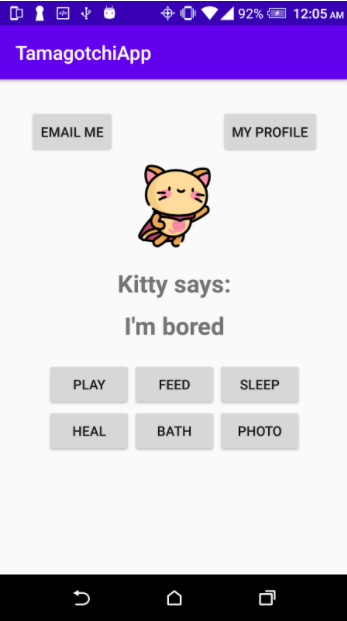 92% 12:05 AM
TamagotchiApp
EMAIL ME MY PROFILE
Kitty says:
I'm bored
PLAY FEED SLEEP
HEAL BATH PHOTO